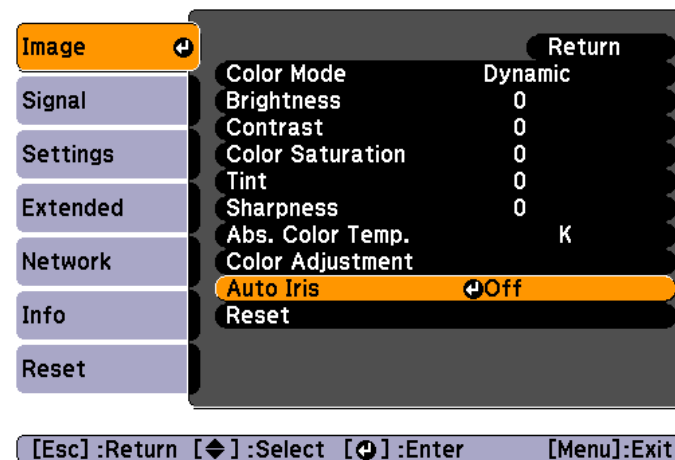 Image
Signal
Settings
Extended
Network
Info
Reset
Return
Color Mode Dynamic
Brightness 0
Contrast 0
Color Saturation 0
Tint 0
Sharpness 0
Abs. Color Temp. K
Color Adjustment
Auto Iris Off
Reset
[Esc] :Return [◆] :Select [↵] :Enter [Menu]:Exit